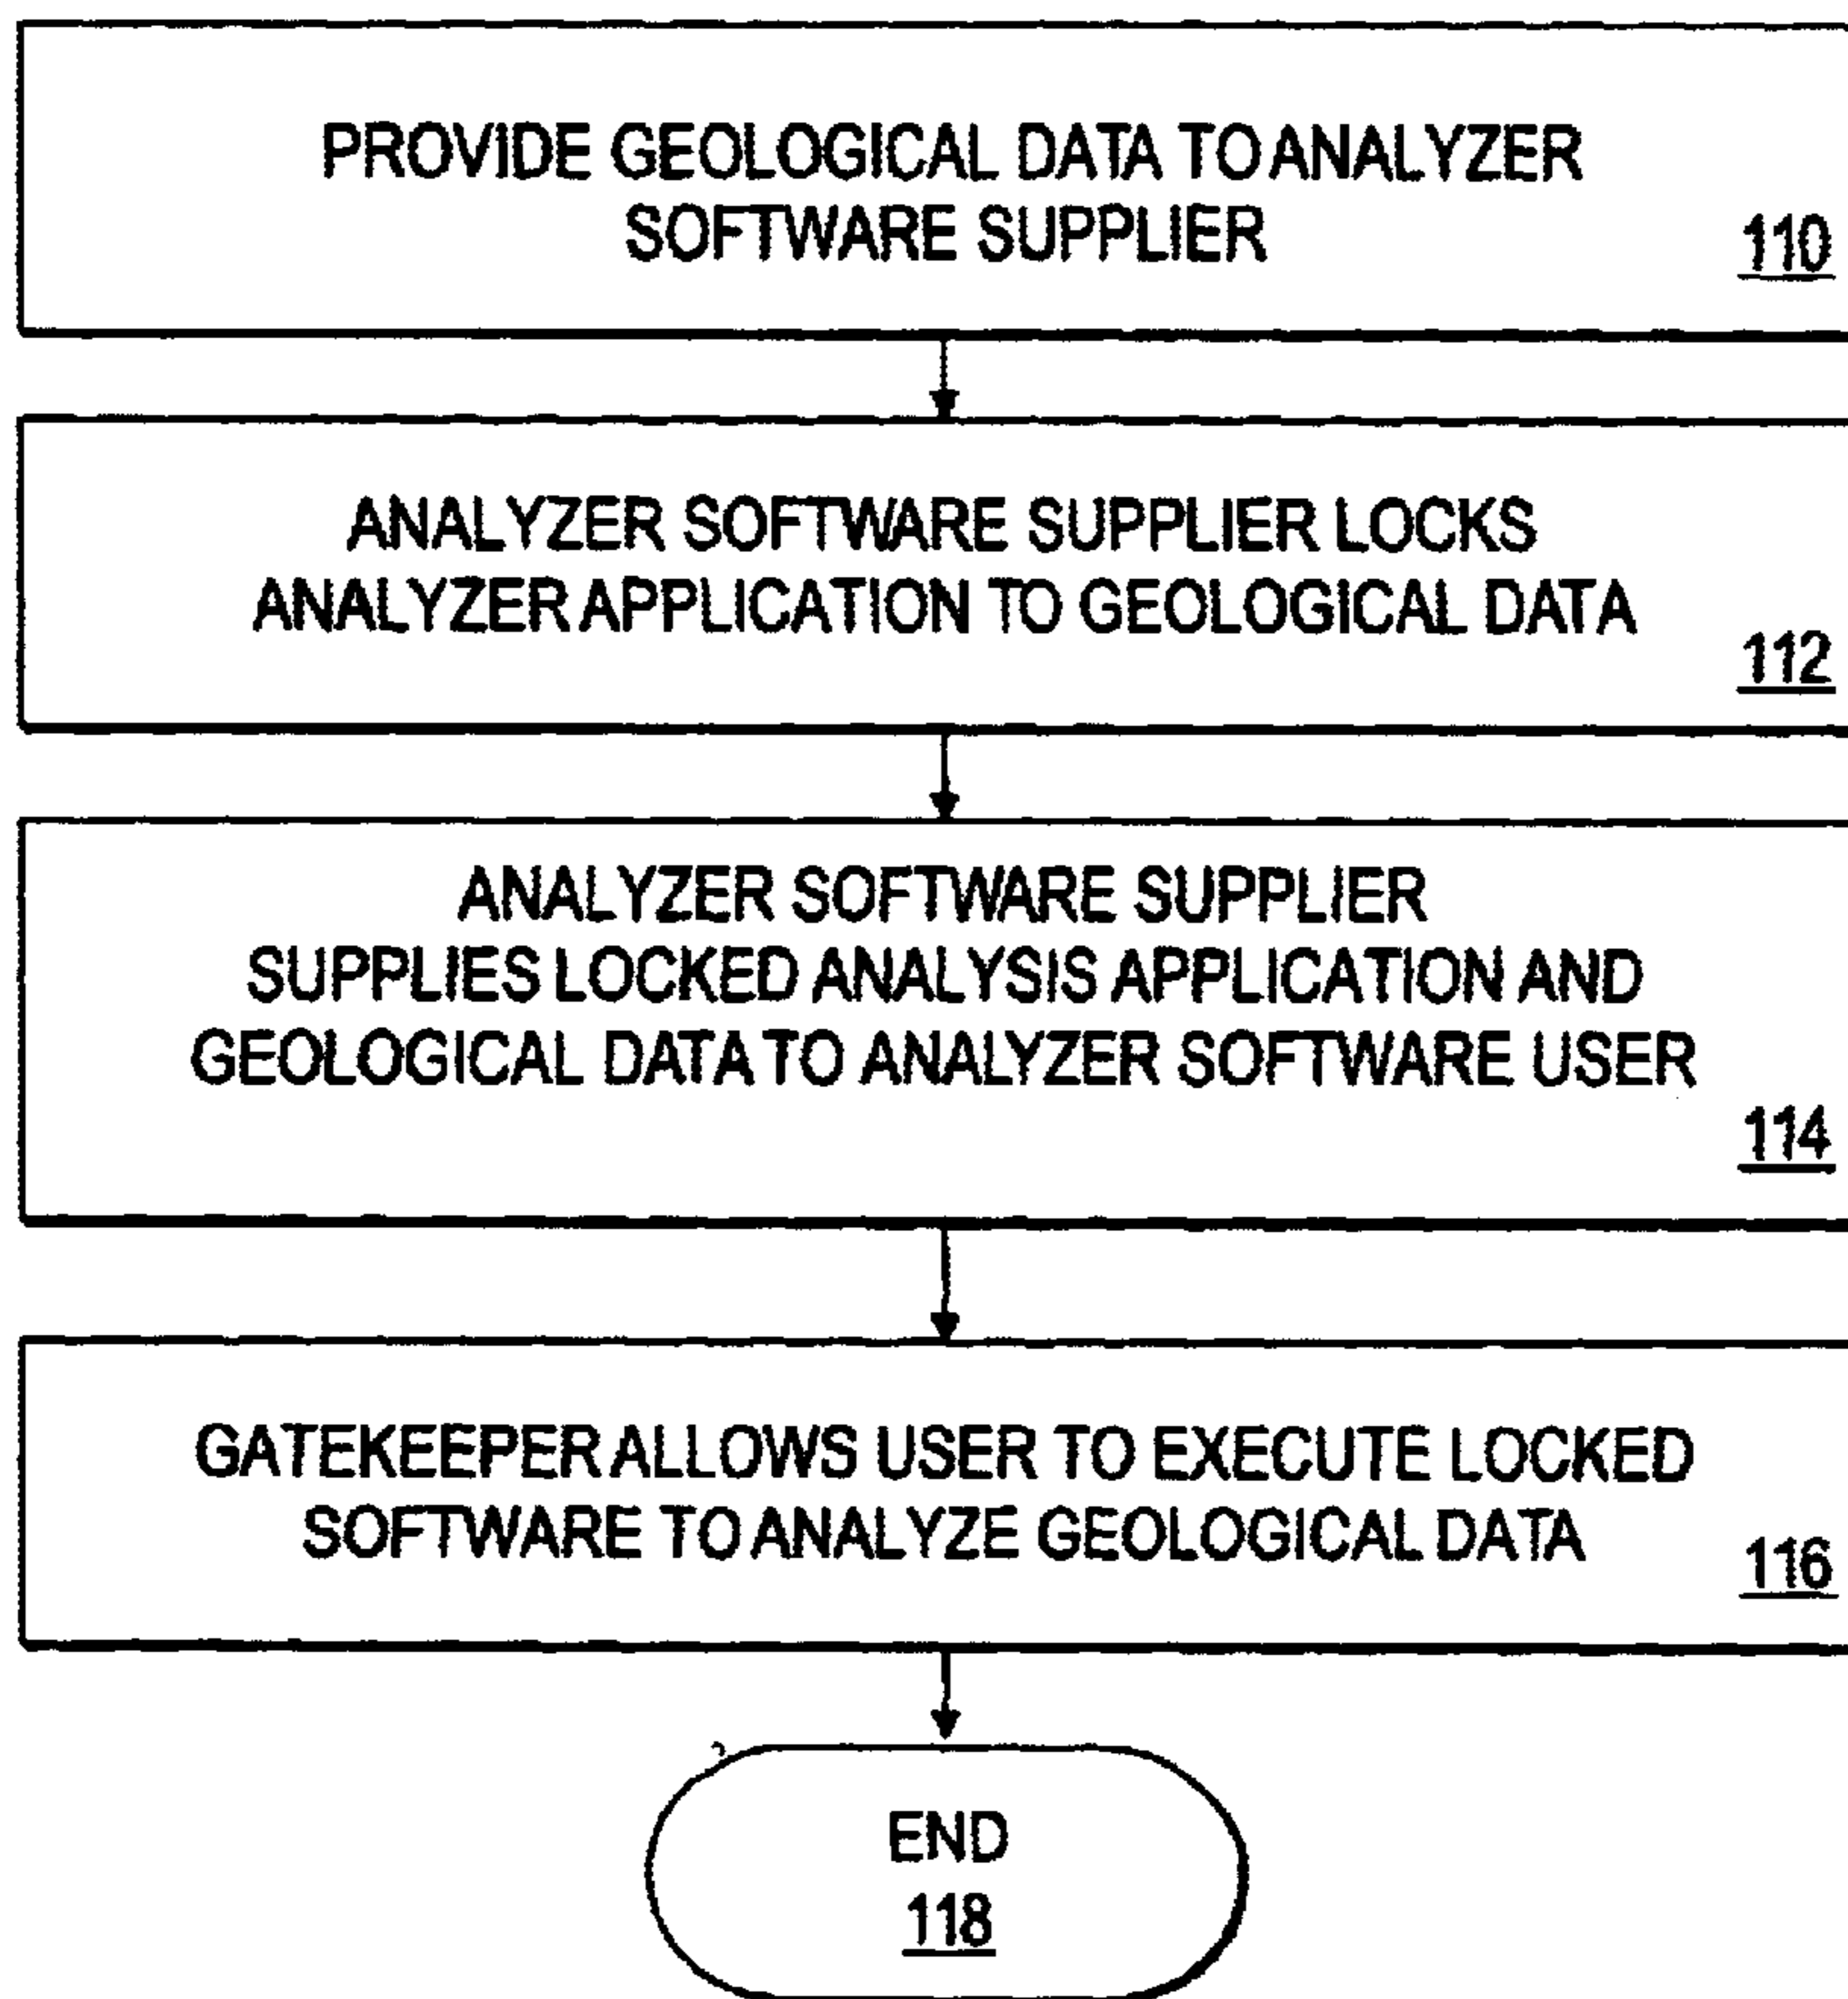 PROVIDE GEOLOGICAL DATA TO ANALYZER
SOFTWARE SUPPLIER
110
ANALYZER SOFTWARE SUPPLIER LOCKS
ANALYZER APPLICATION TO GEOLOGICAL DATA
112
ANALYZER SOFTWARE SUPPLIER
SUPPLIES LOCKED ANALYSIS APPLICATION AND
GEOLOGICAL DATA TO ANALYZER SOFTWARE USER
114
GATEKEEPER ALLOWS USER TO EXECUTE LOCKED
SOFTWARE TO ANALYZE GEOLOGICAL DATA
116
END
118